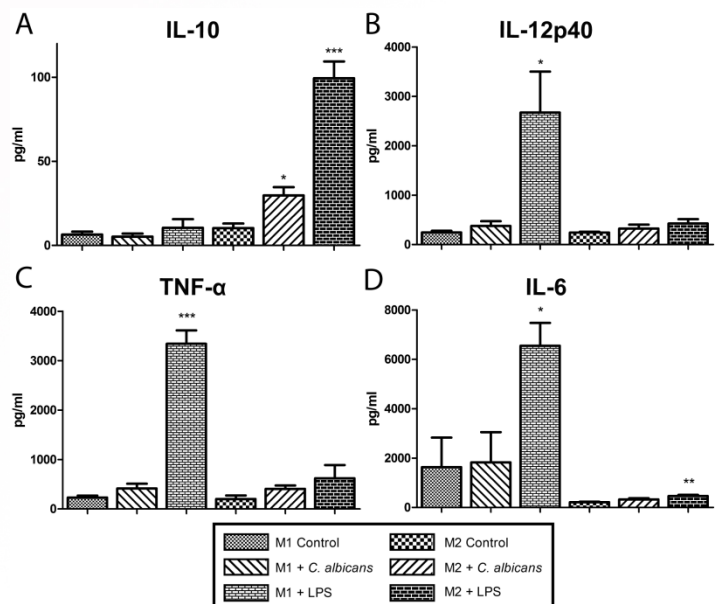 A
IL-10
pg/ml
100
50
0
*
***
B
IL-12p40
pg/ml
4000
3000
2000
1000
0
*
C
TNF-α
pg/ml
4000
3000
2000
1000
0
***
D
IL-6
pg/ml
8000
6000
4000
2000
0
*
**
M1 Control
M2 Control
M1 + C. albicans
M2 + C. albicans
M1 + LPS
M2 + LPS